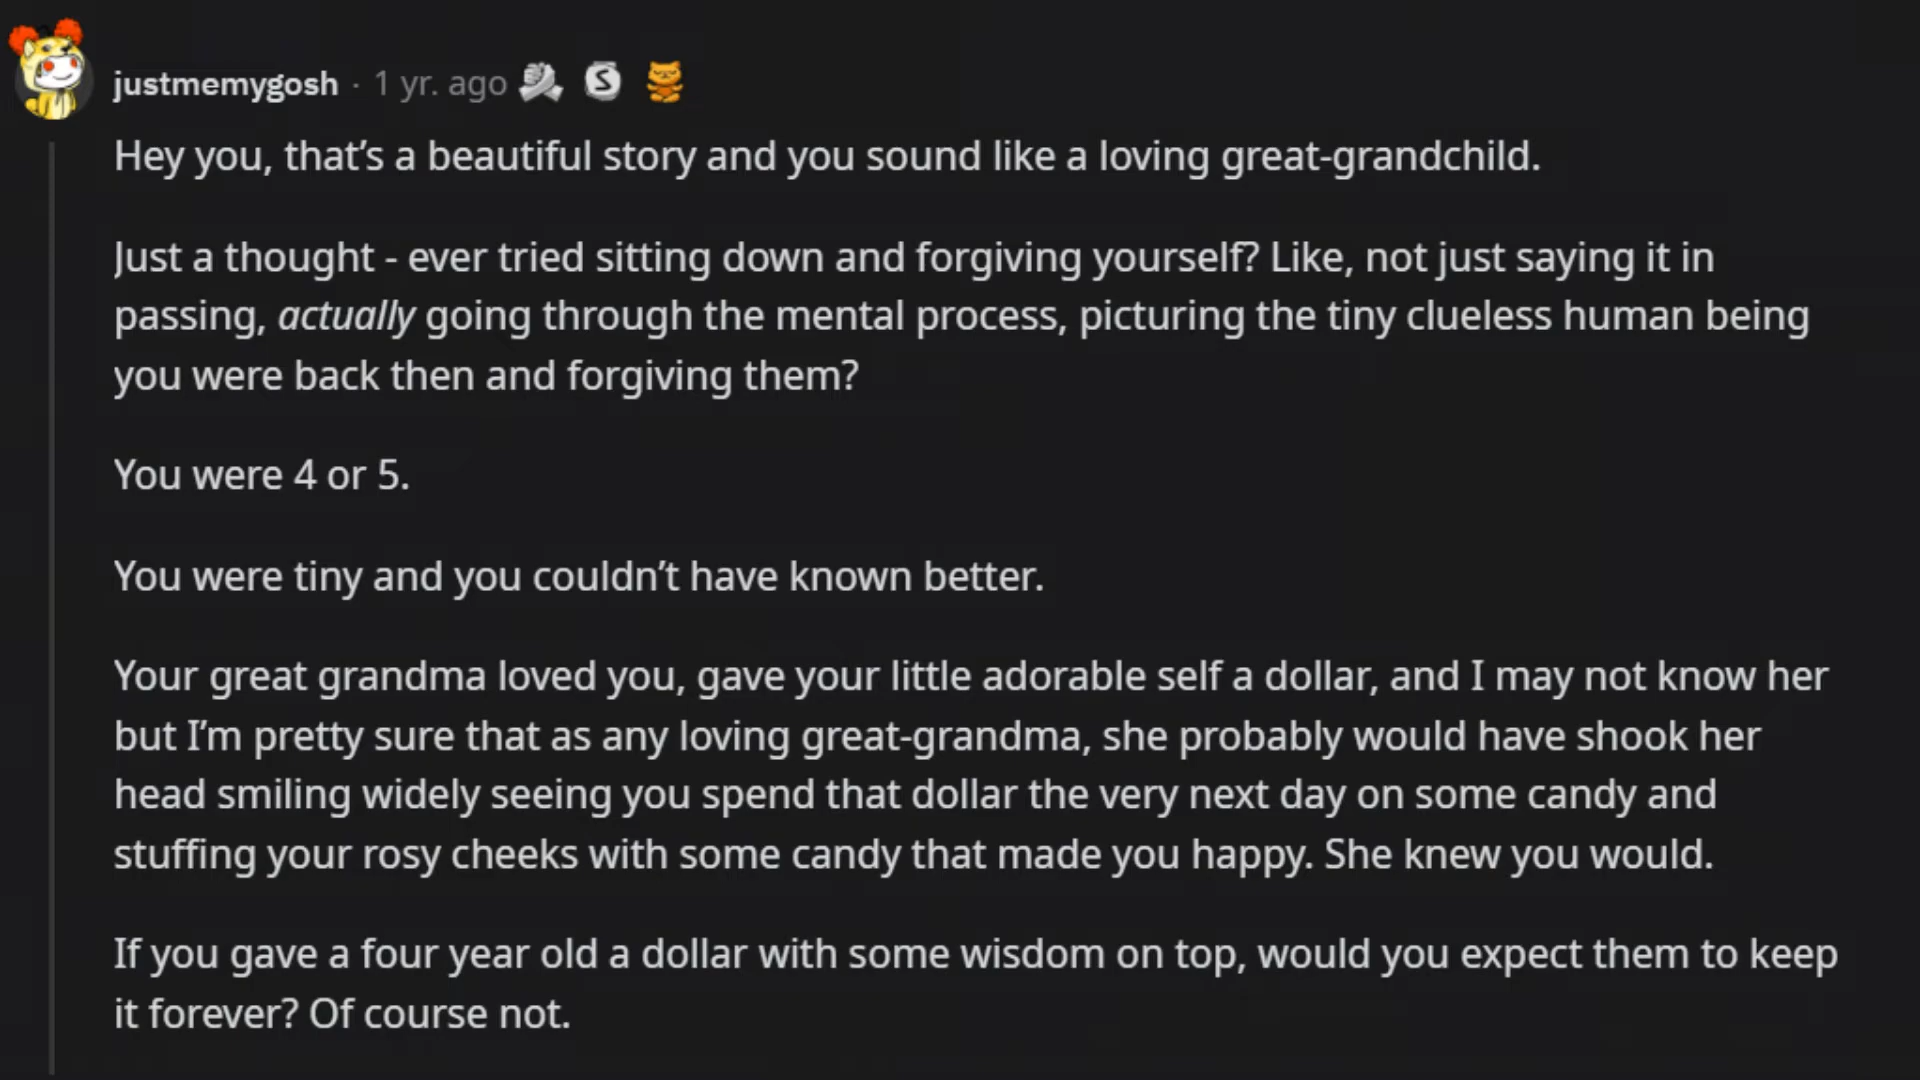 justmemygosh · 1 yr. ago
Hey you, that’s a beautiful story and you sound like a loving great-grandchild.
Just a thought - ever tried sitting down and forgiving yourself? Like, not just saying it in
passing, actually going through the mental process, picturing the tiny clueless human being
you were back then and forgiving them?
You were 4 or 5.
You were tiny and you couldn’t have known better.
Your great grandma loved you, gave your little adorable self a dollar, and I may not know her
but I’m pretty sure that as any loving great-grandma, she probably would have shook her
head smiling widely seeing you spend that dollar the very next day on some candy and
stuffing your rosy cheeks with some candy that made you happy. She knew you would.
If you gave a four year old a dollar with some wisdom on top, would you expect them to keep
it forever? Of course not.